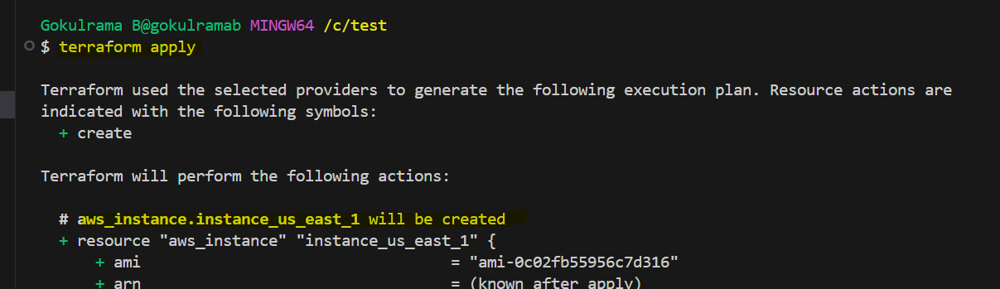 Gokulrama B@gokulramab MINGW64 /c/test
$ terraform apply
Terraform used the selected providers to generate the following execution plan. Resource actions are
indicated with the following symbols:
+ create
Terraform will perform the following actions:
# aws_instance.instance_us_east_1 will be created
+ resource "aws_instance" "instance_us_east_1" {
+ ami = "ami-0c02fb55956c7d316"
+ arn = (known after apply)